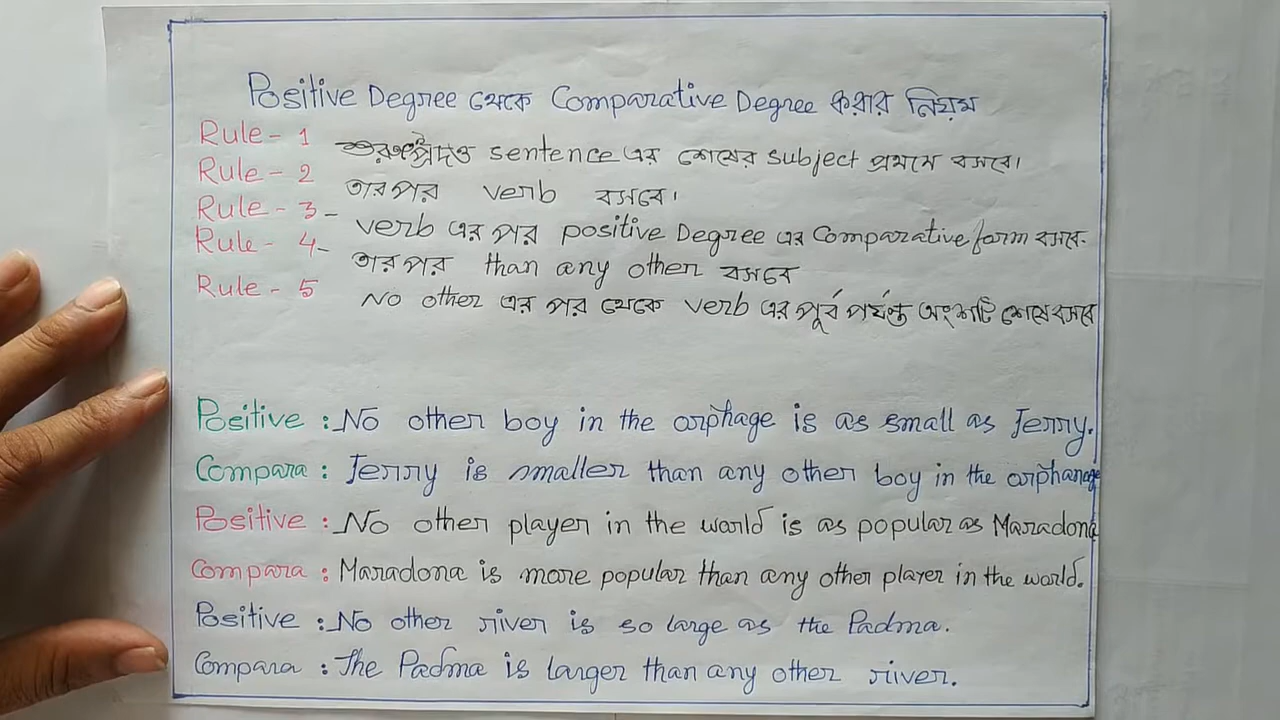 Positive Degree থেকে Comparative Degree করার নিয়ম
Rule - 1 প্রদত্ত sentence এর শেষের subject প্রথমে বসবে।
Rule - 2 তারপর verb বসবে।
Rule - 3 - verb এর পর positive Degree এর Comparative form বসবে.
Rule - 4 - তারপর than any other বসবে
Rule - 5 No other এর পর থেকে verb এর পূর্ব পর্যন্ত অংশটি শেষে বসবে
Positive : No other boy in the orphage is as small as Jerry.
Compara : Jerry is smaller than any other boy in the orphanage
Positive : No other player in the world is as popular as Maradona
Compara : Maradona is more popular than any other player in the world.
Positive : No other river is so large as the Padma.
Compara : The Padma is larger than any other river.